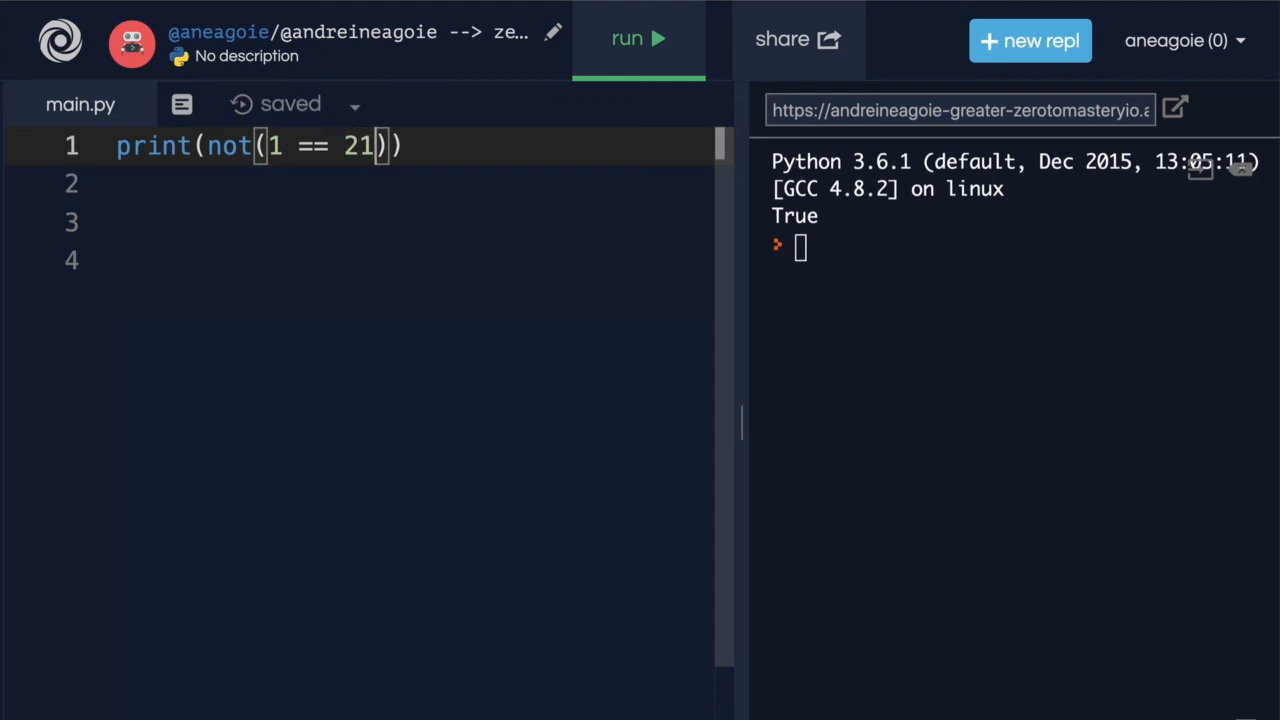 @aneagoie/@andreineagoie --> ze...
No description
run
share
+ new repl
aneagoie (0)
main.py
saved
https://andreineagoie-greater-zerotomasteryio.a
1 print(not(1 == 21))
2
3
4
Python 3.6.1 (default, Dec 2015, 13:05:11)
[GCC 4.8.2] on linux
True